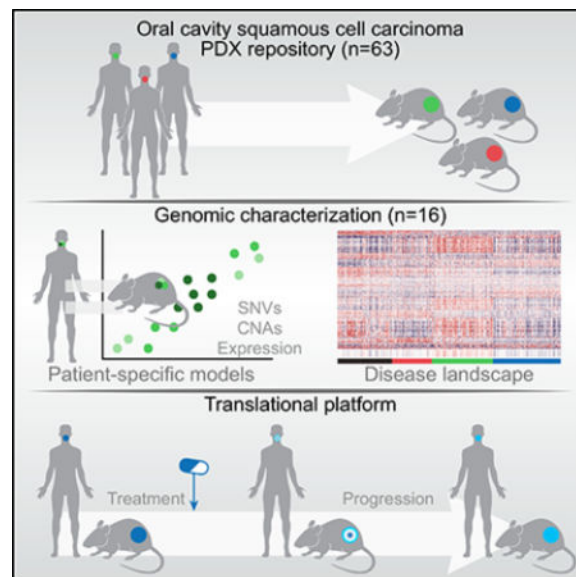 Oral cavity squamous cell carcinoma
PDX repository (n=63)
Genomic characterization (n=16)
SNVs
CNAs
Expression
Patient-specific models
Disease landscape
Translational platform
Treatment
Progression